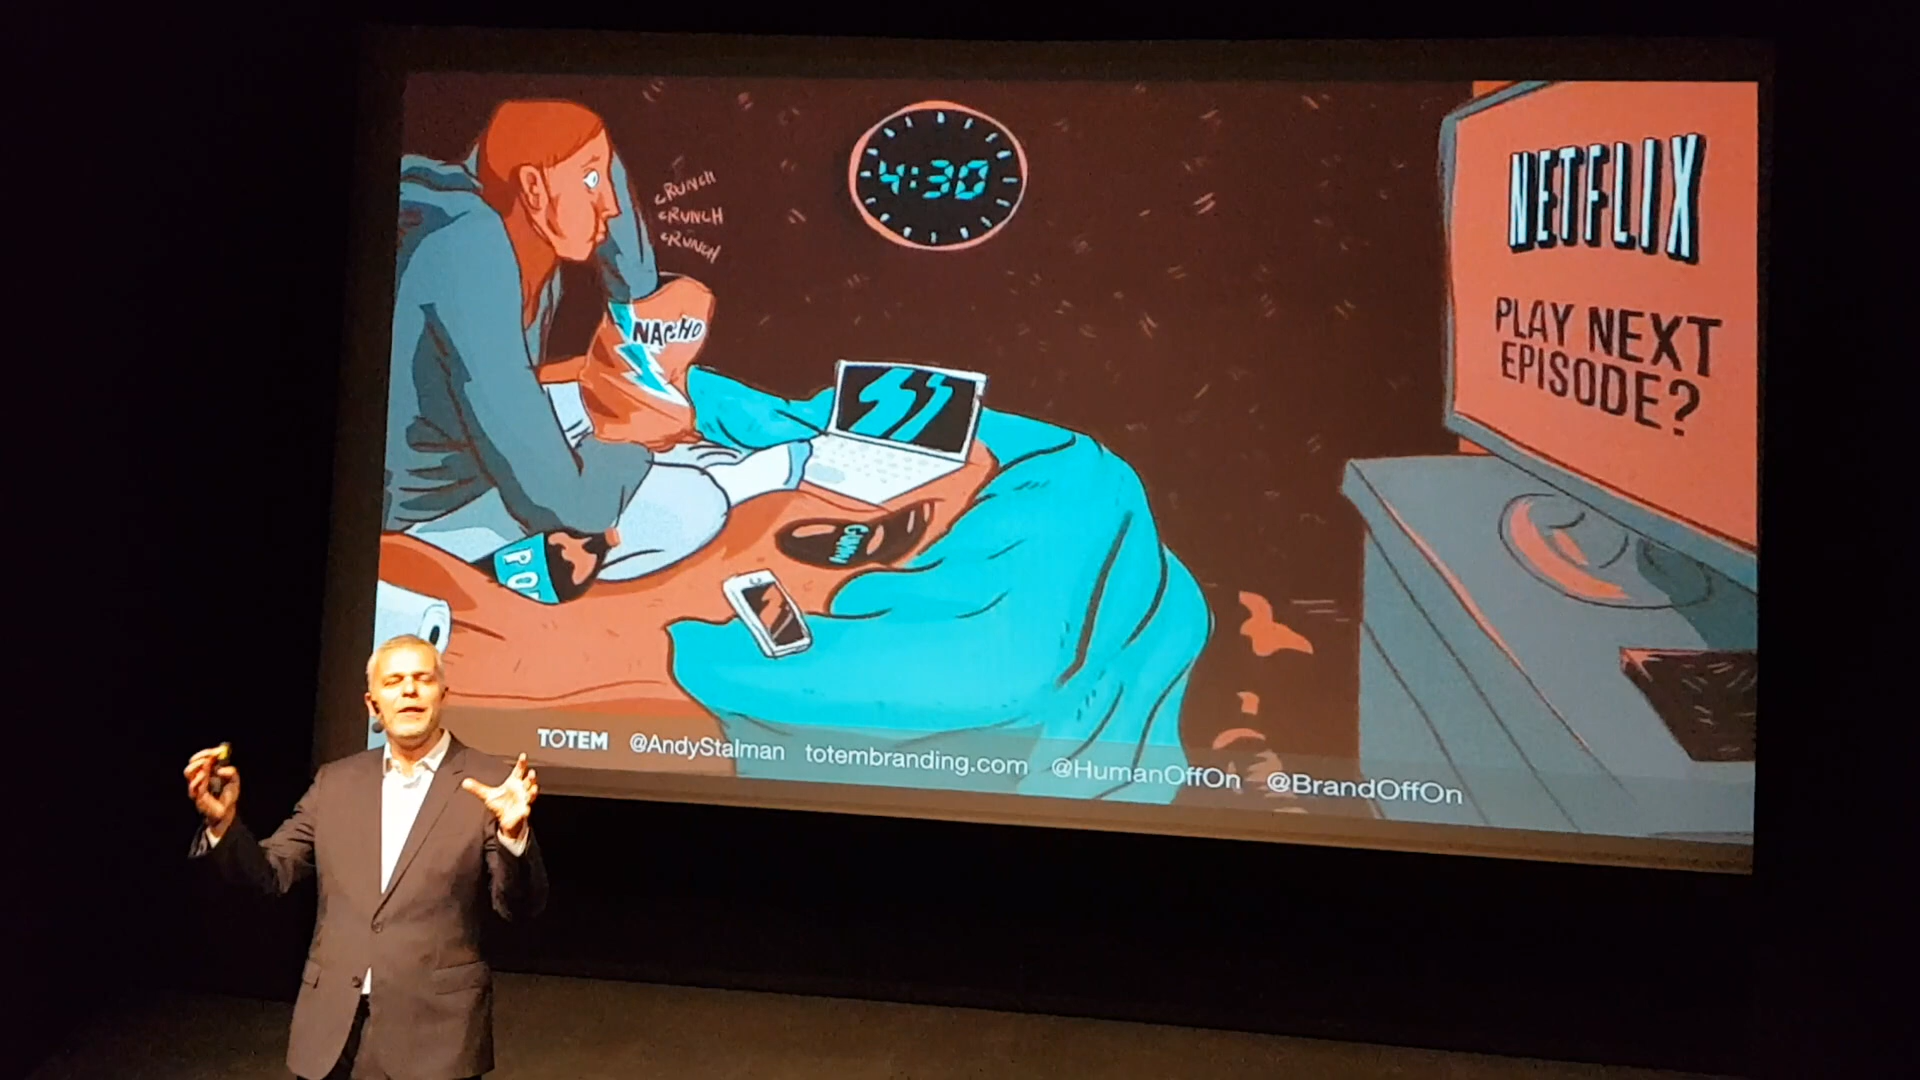 CRUNCH
CRUNCH
CRUNCH
4:30
NETFLIX
PLAY NEXT
EPISODE?
NACHO
TOTEM @AndyStalman totembranding.com @HumanOffOn @BrandOffOn